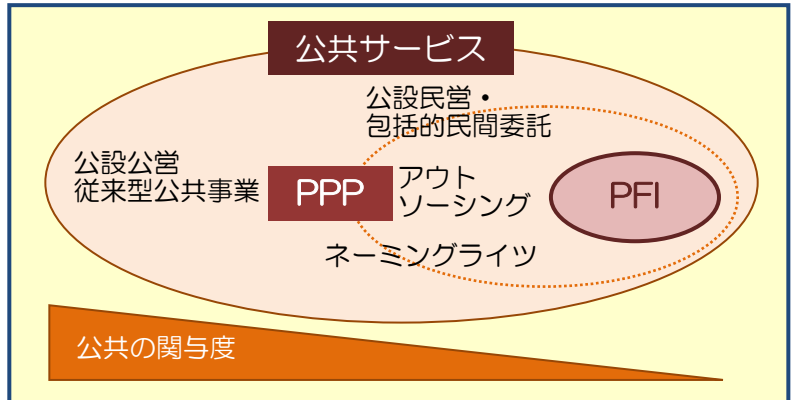 公共サービス
公設民営・
包括的民間委託
公設公営
従来型公共事業
PPP
アウト
ソーシング
PFI
ネーミングライツ
公共の関与度